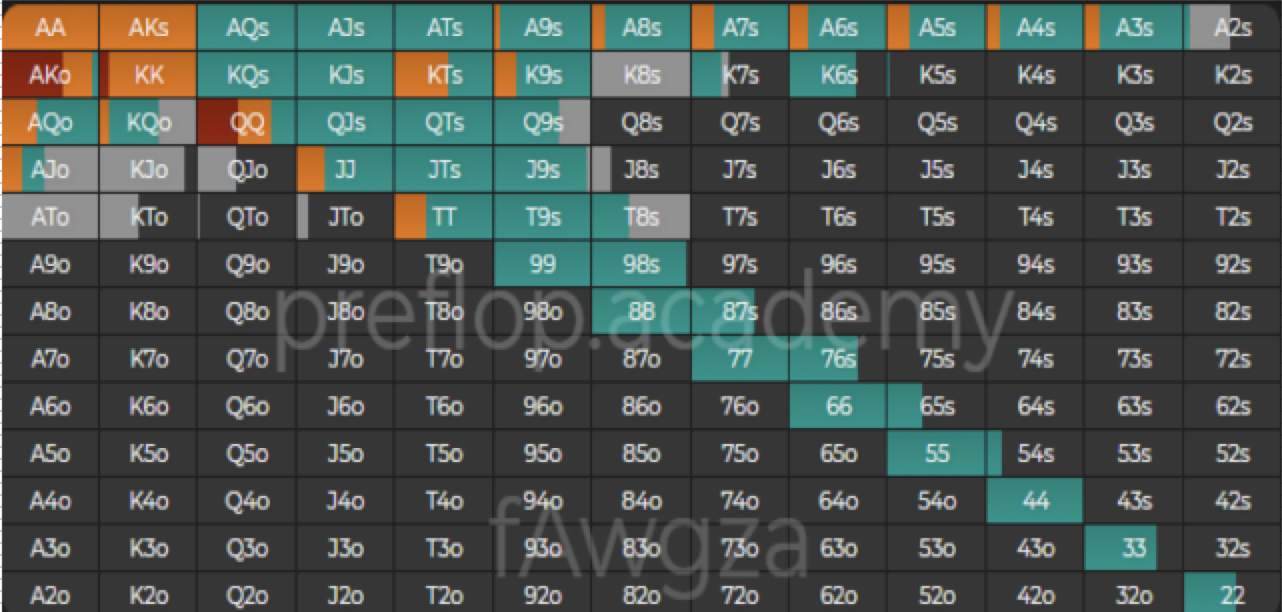 AA AKs AQs AJs ATs A9s A8s A7s A6s A5s A4s A3s A2s
AKo KK KQs KJs KTs K9s K8s K7s K6s K5s K4s K3s K2s
AQo KQo QQ QJs QTs Q9s Q8s Q7s Q6s Q5s Q4s Q3s Q2s
AJo KJo QJo JJ JTs J9s J8s J7s J6s J5s J4s J3s J2s
ATo KTo QTo JTo TT T9s T8s T7s T6s T5s T4s T3s T2s
A9o K9o Q9o J9o T9o 99 98s 97s 96s 95s 94s 93s 92s
A8o K8o Q8o J8o T8o 98o 88 87s 86s 85s 84s 83s 82s
preflop.academy
A7o K7o Q7o J7o T7o 97o 87o 77 76s 75s 74s 73s 72s
A6o K6o Q6o J6o T6o 96o 86o 76o 66 65s 64s 63s 62s
A5o K5o Q5o J5o T5o 95o 85o 75o 65o 55 54s 53s 52s
A4o K4o Q4o J4o T4o 94o 84o 74o 64o 54o 44 43s 42s
fAwgza
A3o K3o Q3o J3o T3o 93o 83o 73o 63o 53o 43o 33 32s
A2o K2o Q2o J2o T2o 92o 82o 72o 62o 52o 42o 32o 22